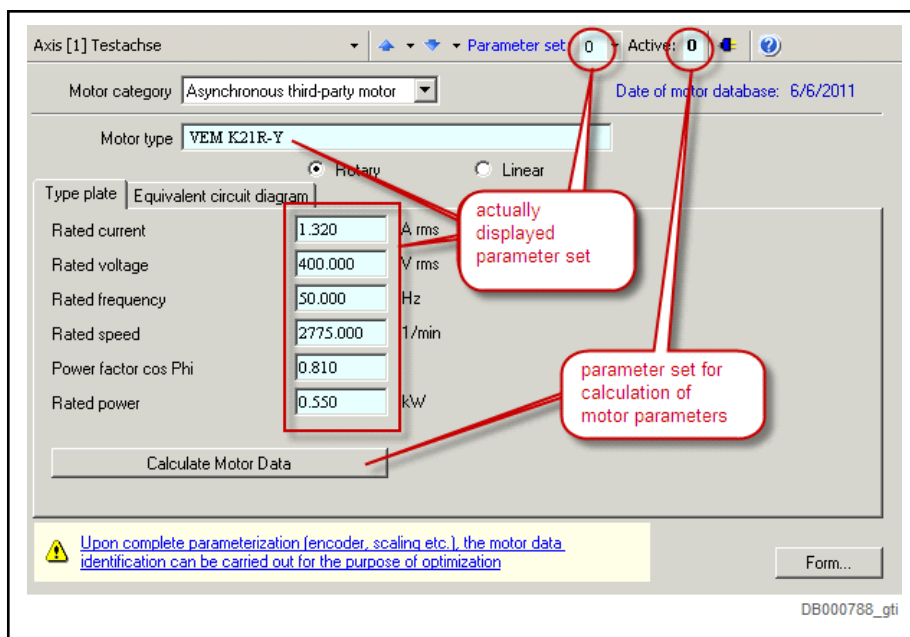 Axis [1] Testachse Parameter set 0 Active: 0
Motor category Asynchronous third-party motor Date of motor database: 6/6/2011
Motor type VEM K21R-Y
Rotary Linear
Type plate Equivalent circuit diagram
Rated current 1.320 A rms
Rated voltage 400.000 V rms
Rated frequency 50.000 Hz
Rated speed 2775.000 1/min
Power factor cos Phi 0.810
Rated power 0.550 kW
actually
displayed
parameter set
parameter set for
calculation of
motor parameters
Calculate Motor Data
Upon complete parameterization (encoder, scaling etc.), the motor data
identification can be carried out for the purpose of optimization
Form...
DB000788_gti